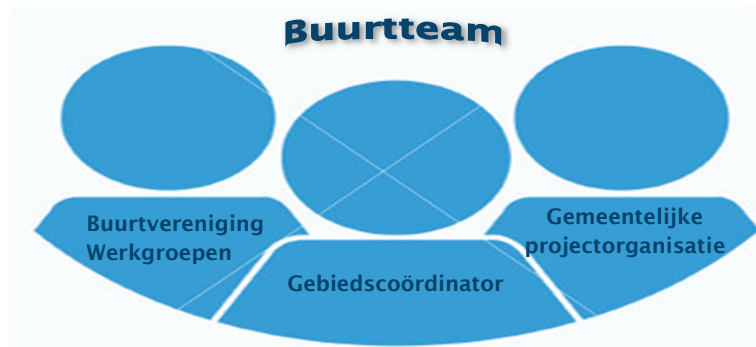 Buurtteam
Buurtvereniging
Werkgroepen
Gebiedscoördinator
Gemeentelijke
projectorganisatie